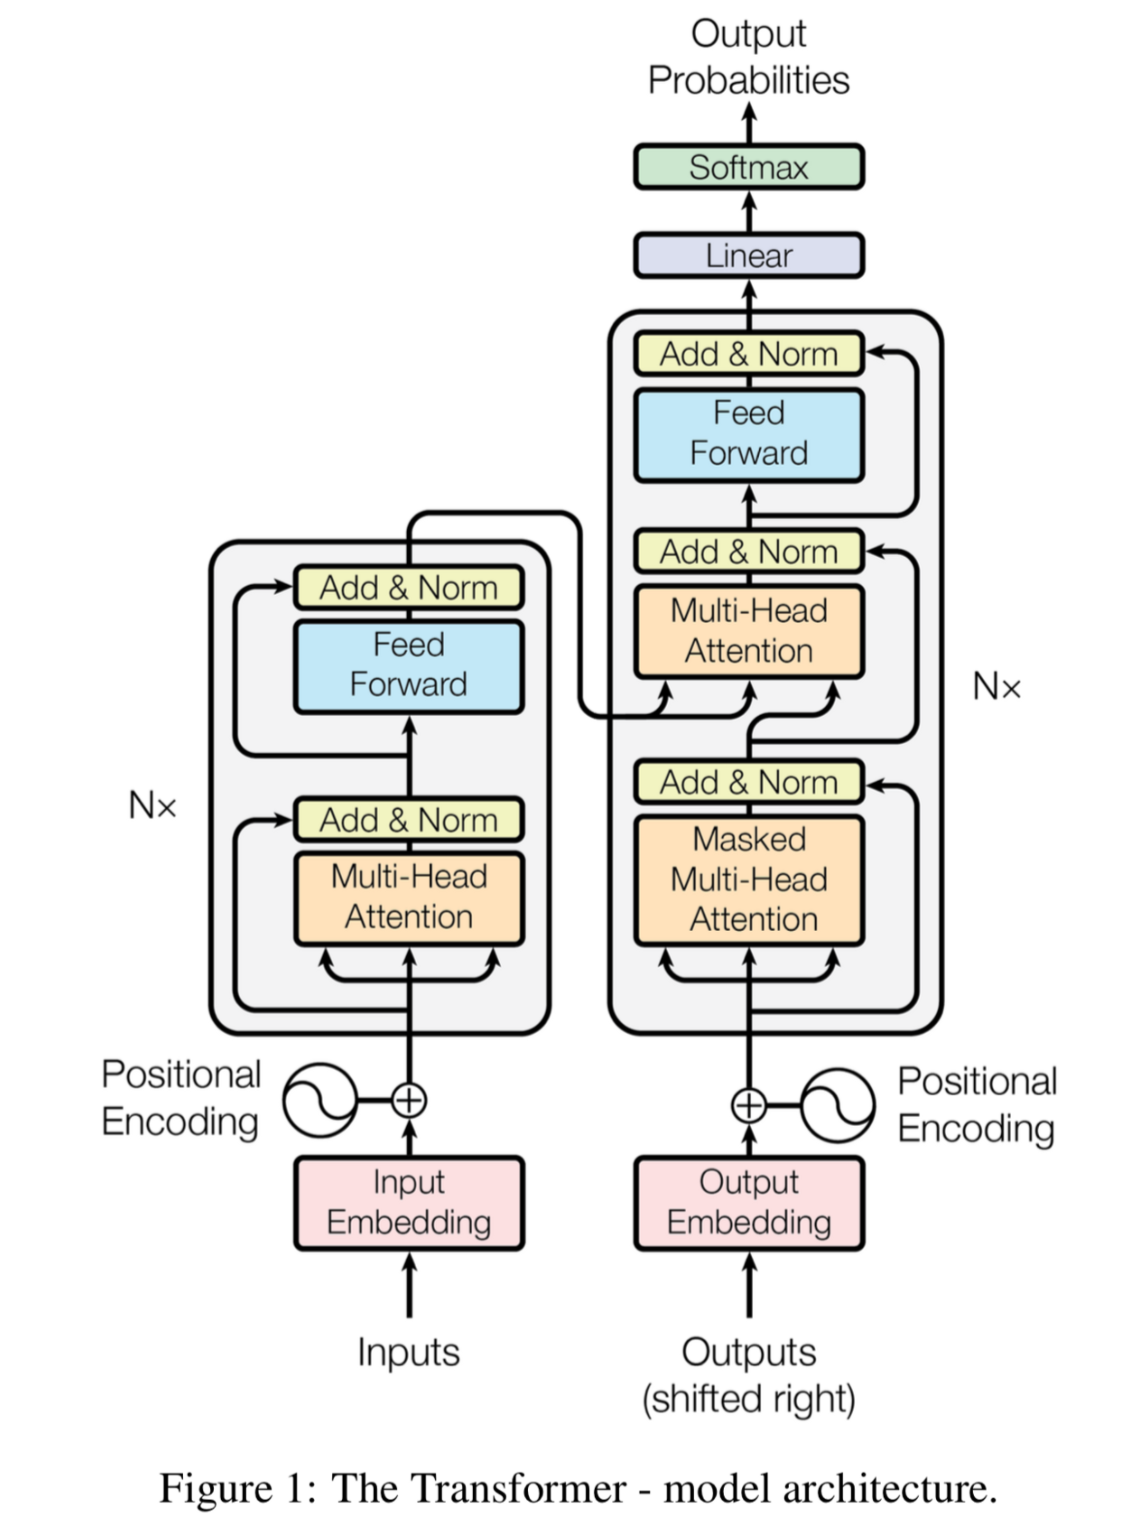 Output
Probabilities
Softmax
Linear
Add & Norm
Feed
Forward
Add & Norm
Multi-Head
Attention
Add & Norm
Masked
Multi-Head
Attention
Nx
Add & Norm
Feed
Forward
Add & Norm
Multi-Head
Attention
Nx
Positional
Encoding
Positional
Encoding
Input
Embedding
Output
Embedding
Inputs
Outputs
(shifted right)
Figure 1: The Transformer - model architecture.